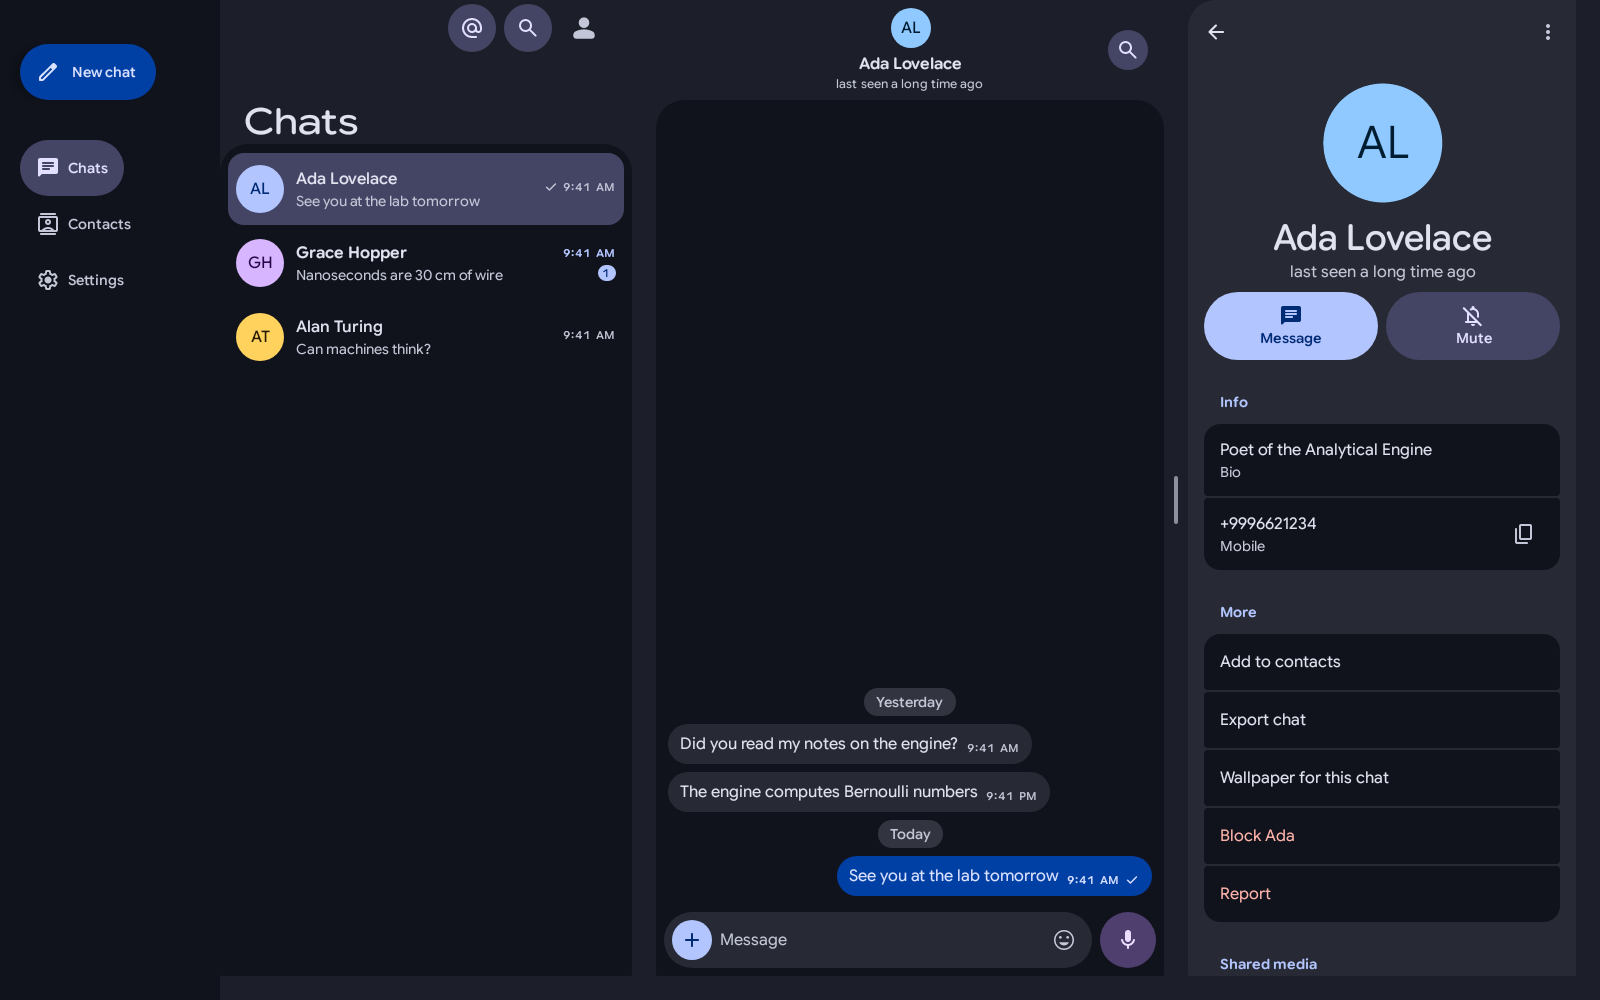 New chat
Chats
Contacts
Settings
Chats
AL
Ada Lovelace
9:41 AM
See you at the lab tomorrow
GH
Grace Hopper
9:41 AM
Nanoseconds are 30 cm of wire
1
AT
Alan Turing
9:41 AM
Can machines think?
AL
Ada Lovelace
last seen a long time ago
Yesterday
Did you read my notes on the engine? 9:41 AM
The engine computes Bernoulli numbers 9:41 PM
Today
See you at the lab tomorrow 9:41 AM
Message
AL
Ada Lovelace
last seen a long time ago
Message
Mute
Info
Poet of the Analytical Engine
Bio
+9996621234
Mobile
More
Add to contacts
Export chat
Wallpaper for this chat
Block Ada
Report
Shared media